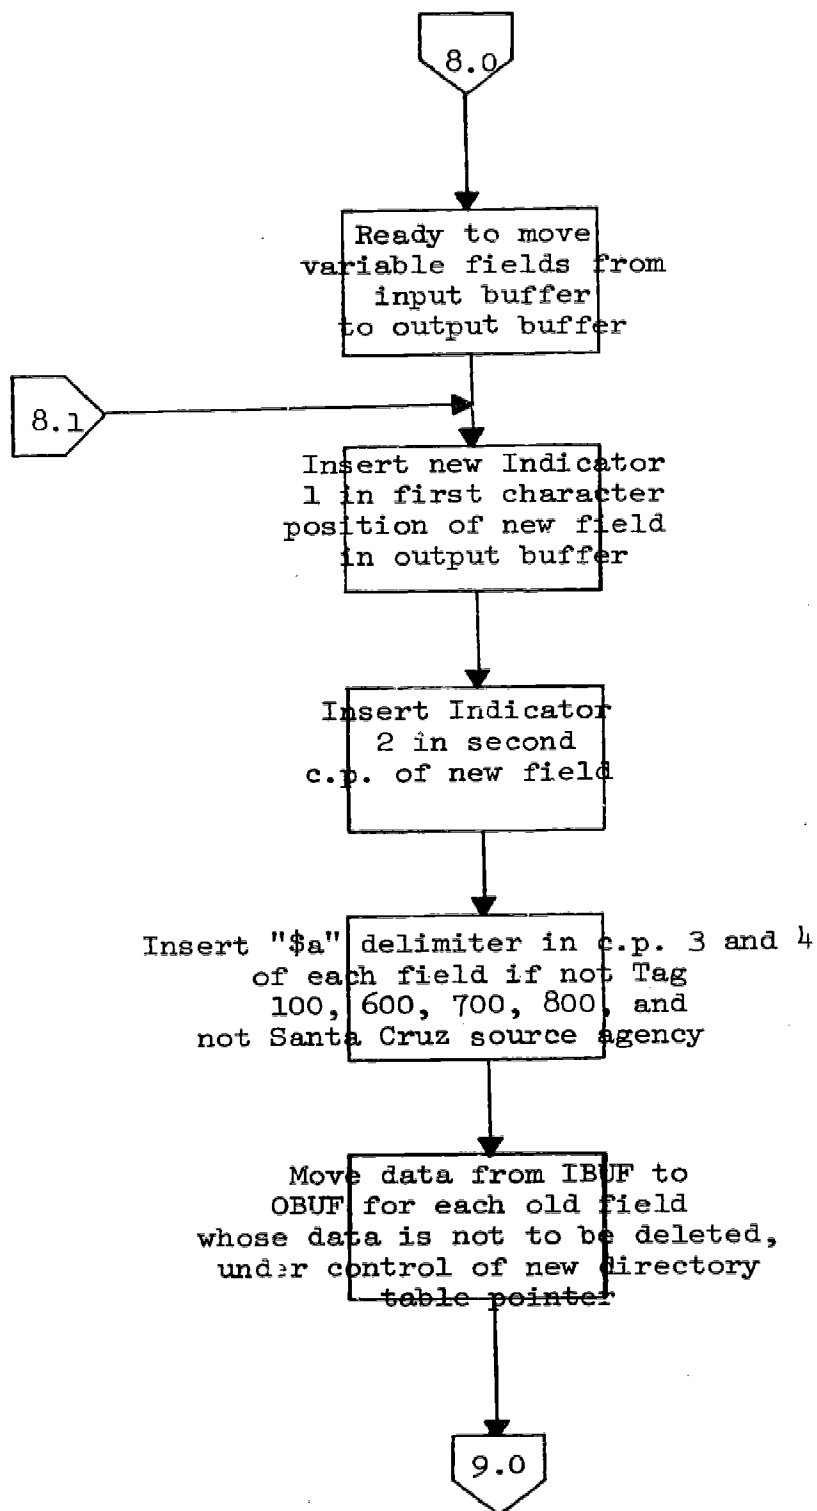 8.0
Ready to move
variable fields from
input buffer
to output buffer
8.1
Insert new Indicator
1 in first character
position of new field
in output buffer
Insert Indicator
2 in second
c.p. of new field
Insert "$a" delimiter in c.p. 3 and 4
of each field if not Tag
100, 600, 700, 800, and
not Santa Cruz source agency
Move data from IBUF to
OBUF for each old field
whose data is not to be deleted,
under control of new directory
table pointer
9.0